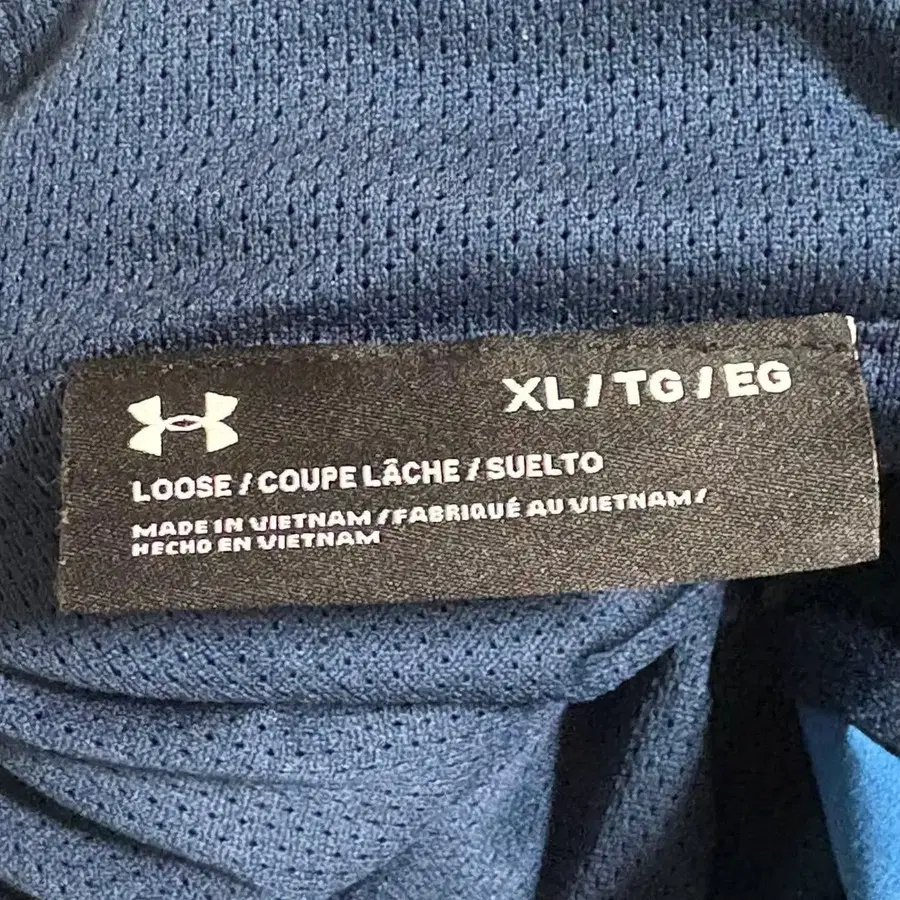 XL / TG / EG
LOOSE / COUPE LÂCHE / SUELTO
MADE IN VIETNAM / FABRIQUÉ AU VIETNAM /
HECHO EN VIETNAM